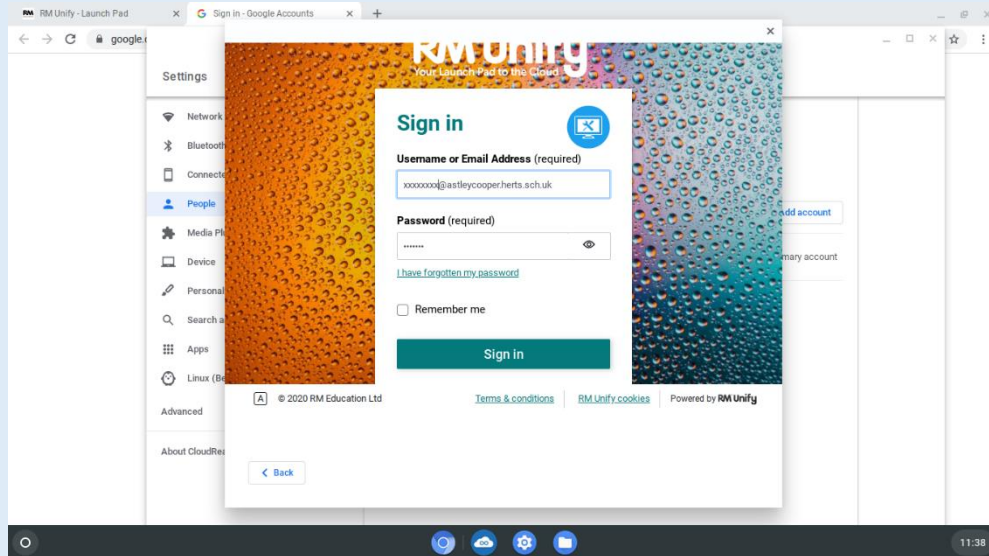 RM Unify - Launch Pad
Sign in - Google Accounts
google.c
Settings
Network
Bluetooth
Connecte
People
Media Pl
Device
Personal
Search a
Apps
Linux (Be
Advanced
About CloudRea
RM Unify
Your Launch Pad to the Cloud
Sign in
Username or Email Address (required)
xxxxxxxx@astleycooper.herts.sch.uk
Password (required)
•••••••
I have forgotten my password
Remember me
Sign in
A © 2020 RM Education Ltd Terms & conditions RM Unify cookies Powered by RM Unify
Back
dd account
mary account
11:38